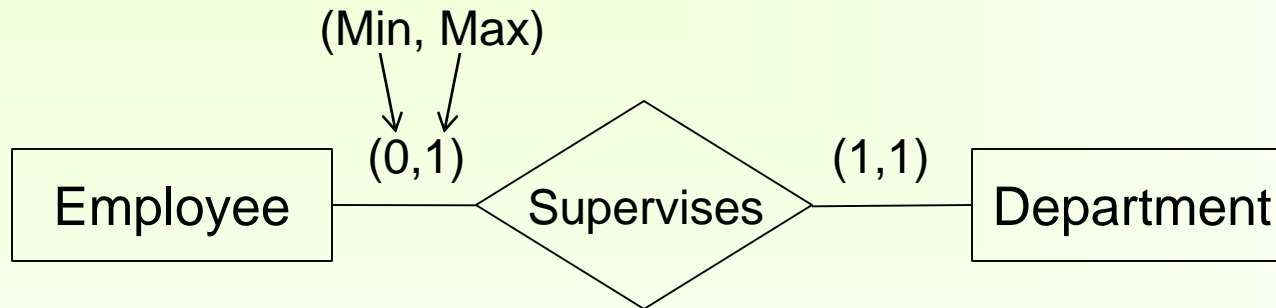 (Min, Max)
(0,1)
(1,1)
Employee
Supervises
Department